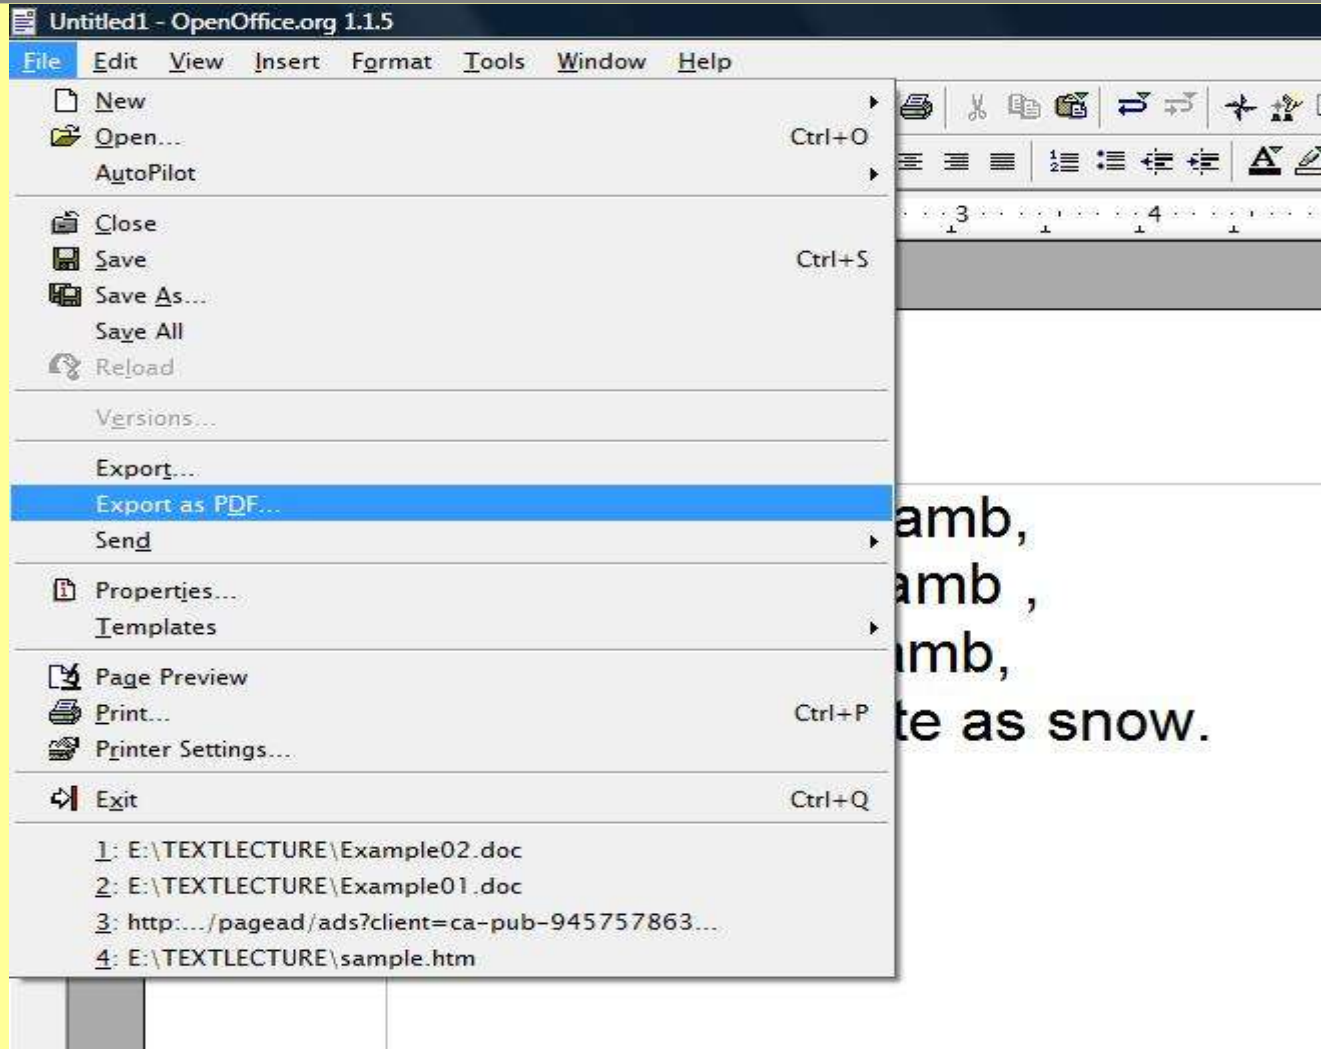 Untitled1 - OpenOffice.org 1.1.5
File Edit View Insert Format Tools Window Help
New
Open... Ctrl+O
AutoPilot
Close
Save Ctrl+S
Save As...
Save All
Reload
Versions...
Export...
Export as PDF...
Send
Properties...
Templates
Page Preview
Print... Ctrl+P
Printer Settings...
Exit Ctrl+Q
1: E:\TEXTLECTURE\Example02.doc
2: E:\TEXTLECTURE\Example01.doc
3: http:.../pagead/ads?client=ca-pub-945757863...
4: E:\TEXTLECTURE\sample.htm
3 4
amb,
amb ,
mb,
te as snow.